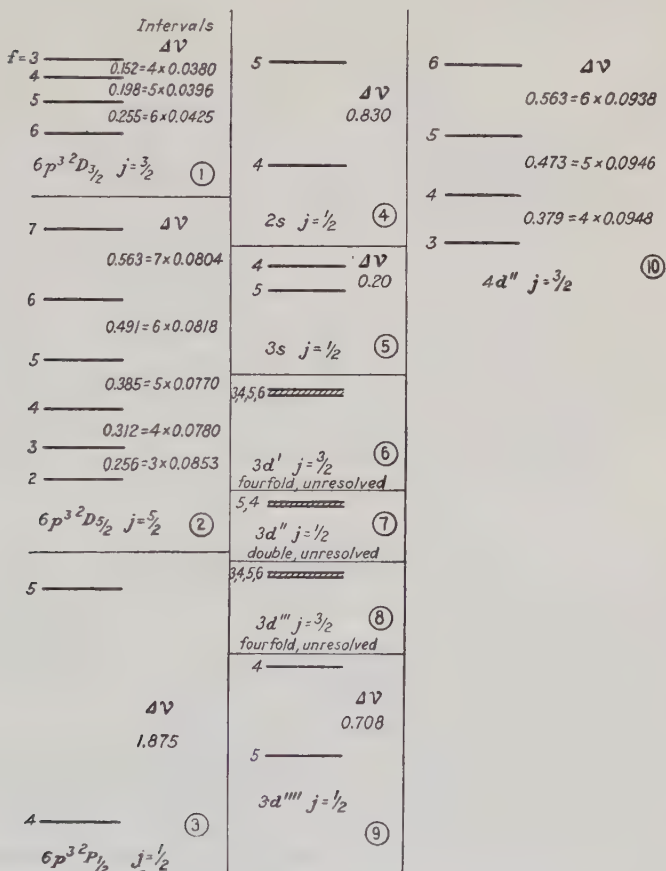 Intervals
Δν
f=3
0.152=4×0.0380
4
0.198=5×0.0396
5
0.255=6×0.0425
6
6p³ ²D₃/₂ j=3/2 ①
7 Δν
0.563=7×0.0804
6
0.491=6×0.0818
5
0.385=5×0.0770
4
0.312=4×0.0780
3
0.256=3×0.0853
2
6p³ ²D5/2 j=5/2 ②
5
Δν
1.875
4 ③
6p³ ²P1/2 j=1/2
5
Δν
0.830
4
2s j=1/2 ④
4 Δν
5 0.20
3s j=1/2 ⑤
3,4,5,6
3d' j=3/2 ⑥
fourfold, unresolved
5,4
3d'' j=1/2 ⑦
double, unresolved
3,4,5,6
3d''' j=3/2 ⑧
fourfold, unresolved
4
Δν
0.708
5
3d'''' j=1/2
⑨
6 Δν
0.563=6×0.0938
5
0.473=5×0.0946
4
0.379=4×0.0948
3
4d'' j=3/2 ⑩